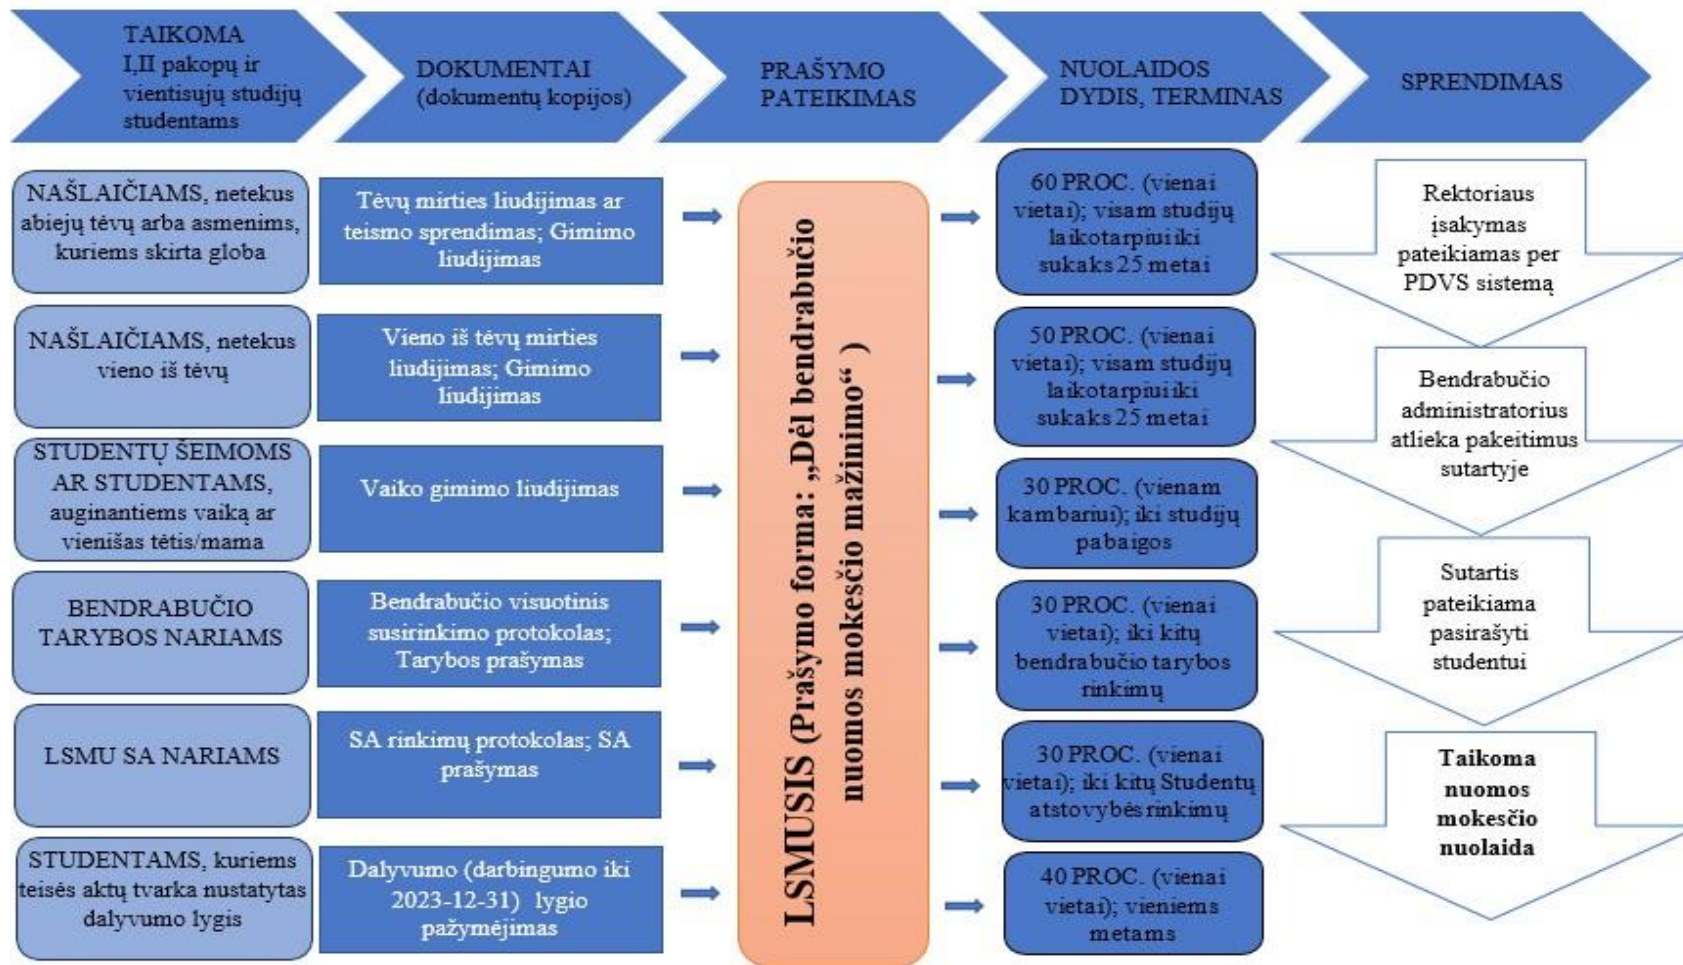 TAIKOMA
I,II pakopų ir
vientisųjų studijų
studentams
DOKUMENTAI
(dokumentų kopijos)
PRAŠYMO
PATEIKIMAS
NUOLAIDOS
DYDIS, TERMINAS
SPRENDIMAS
NAŠLAIČIAMS, netekus
abiejų tėvų arba asmenims,
kuriems skirta globa
Tėvų mirties liudijimas ar
teismo sprendimas; Gimimo
liudijimas
60 PROC. (vienai
vietai); visam studijų
laikotarpiui iki
sukaks 25 metai
NAŠLAIČIAMS, netekus
vieno iš tėvų
Vieno iš tėvų mirties
liudijimas; Gimimo
liudijimas
50 PROC. (vienai
vietai); visam studijų
laikotarpiui iki
sukaks 25 metai
STUDENTŲ ŠEIMOMS
AR STUDENTAMS,
auginantiems vaiką ar
vienišas tėtis/mama
Vaiko gimimo liudijimas
30 PROC. (vienam
kambariui); iki studijų
pabaigos
BENDRABUČIO
TARYBOS NARIAMS
Bendrabučio visuotinis
susirinkimo protokolas;
Tarybos prašymas
30 PROC. (vienai
vietai); iki kitų
bendrabučio tarybos
rinkimų
LSMU SA NARIAMS
SA rinkimų protokolas; SA
prašymas
30 PROC. (vienai
vietai); iki kitų Studentų
atstovybės rinkimų
STUDENTAMS, kuriems
teisės aktų tvarka nustatytas
dalyvumo lygis
Dalyvumo (darbingumo iki
2023-12-31) lygio
pažymėjimas
40 PROC. (vienai
vietai); vieniems
metams
LSMUSIS (Prašymo forma: „Dėl bendrabučio
nuomos mokesčio mažinimo“ )
Rektoriaus
įsakymas
pateikiamas per
PDVS sistemą
Bendrabučio
administratorius
atlieka pakeitimus
sutartyje
Sutartis
pateikiama
pasirašyti
studentui
Taikoma
nuomos
mokesčio
nuolaida